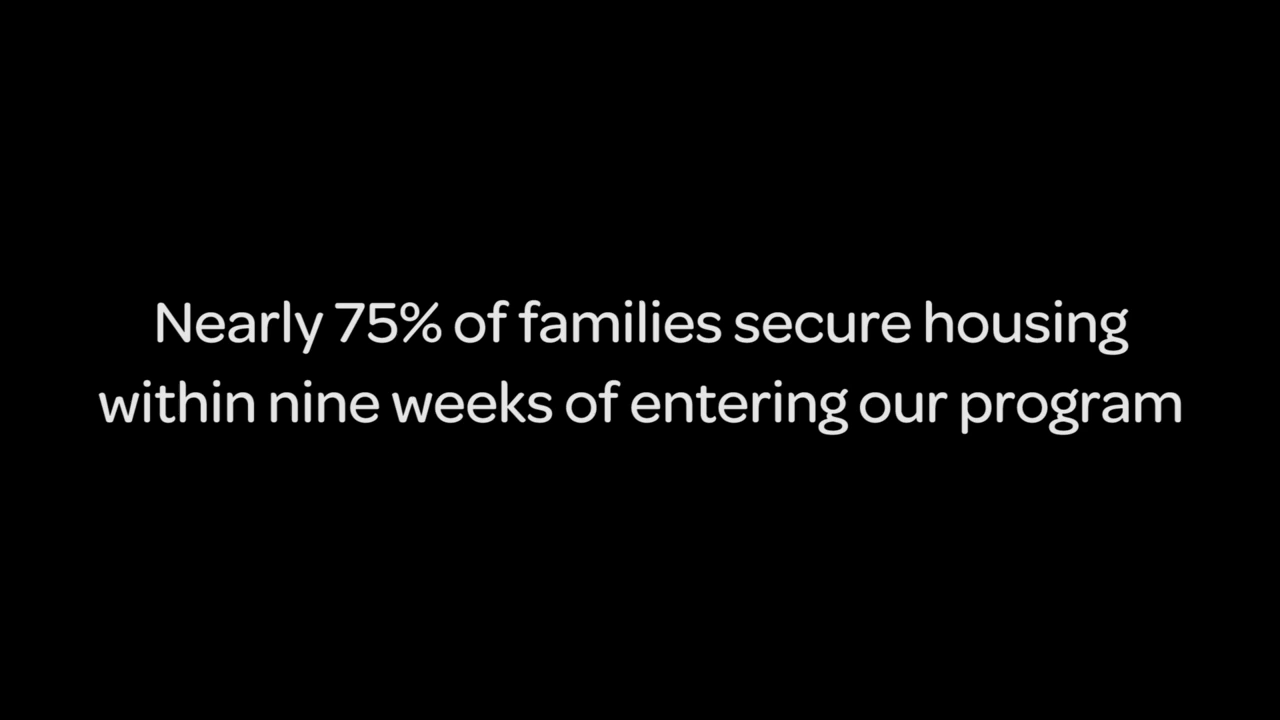 Nearly 75% of families secure housing
within nine weeks of entering our program